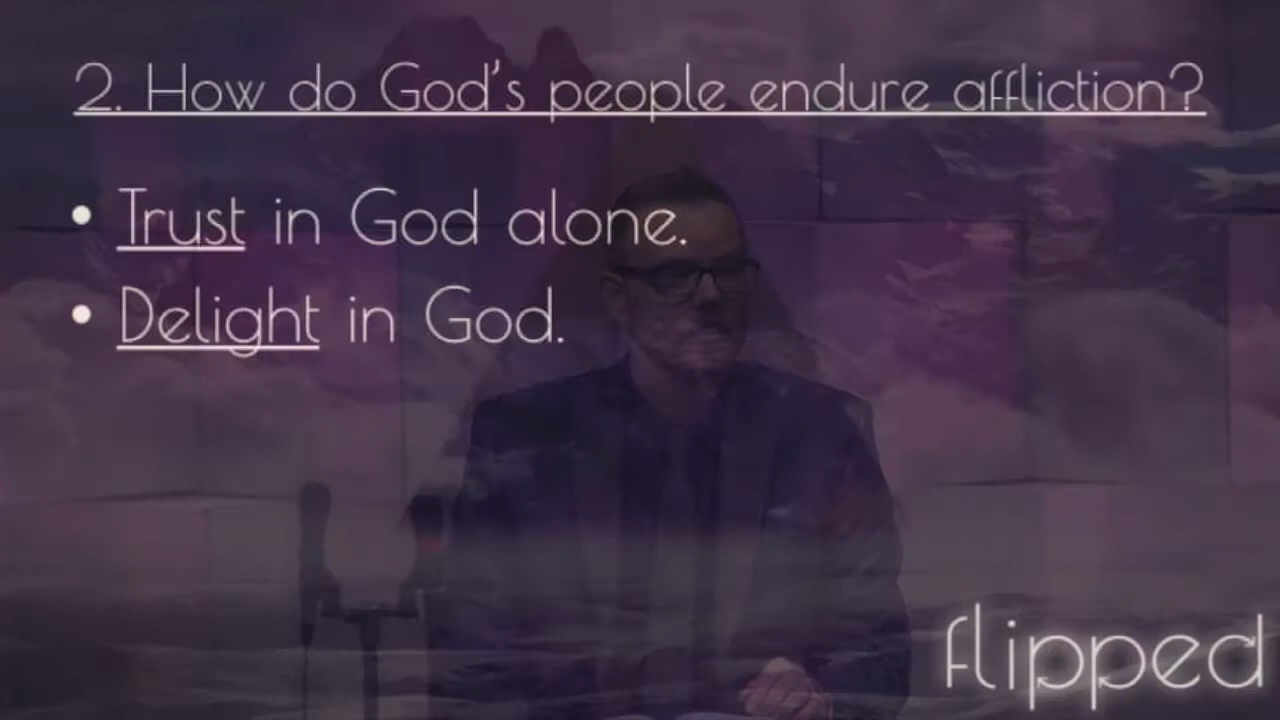 2. How do God's people endure affliction?
• Trust in God alone.
• Delight in God.
flipped